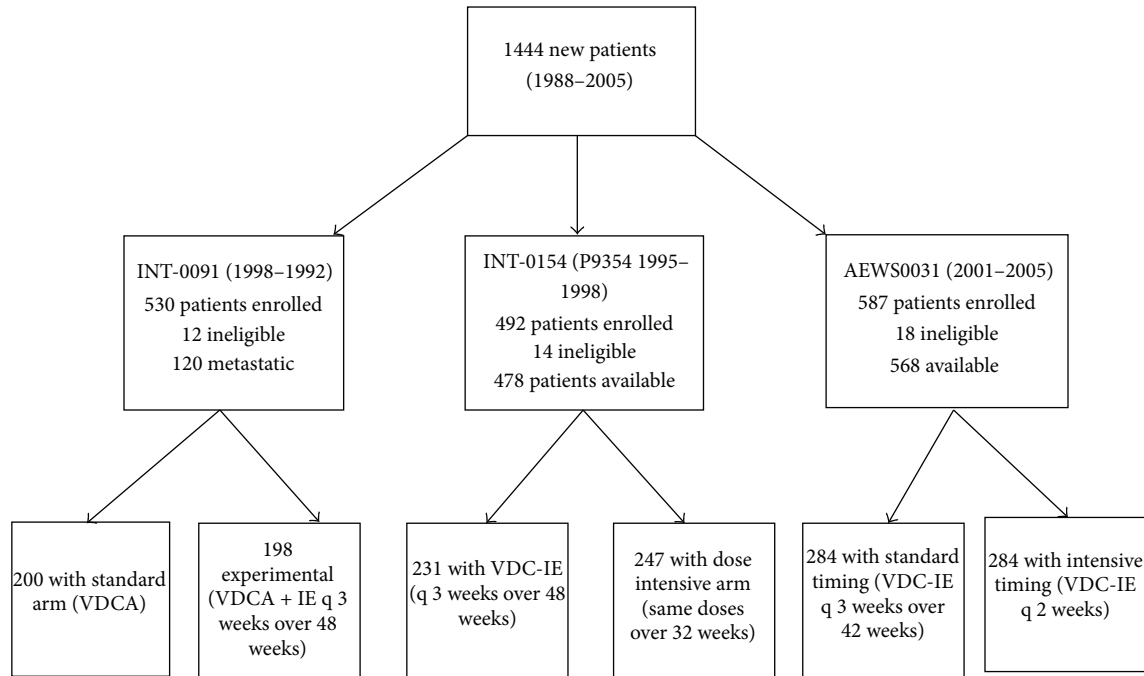 1444 new patients
(1988–2005)
INT-0091 (1998–1992)
530 patients enrolled
12 ineligible
120 metastatic
INT-0154 (P9354 1995–
1998)
492 patients enrolled
14 ineligible
478 patients available
AEWS0031 (2001–2005)
587 patients enrolled
18 ineligible
568 available
200 with standard
arm (VDCA)
198
experimental
(VDCA + IE q 3
weeks over 48
weeks)
231 with VDC-IE
(q 3 weeks over 48
weeks)
247 with dose
intensive arm
(same doses
over 32 weeks)
284 with standard
timing (VDC-IE
q 3 weeks over
42 weeks)
284 with intensive
timing (VDC-IE
q 2 weeks)